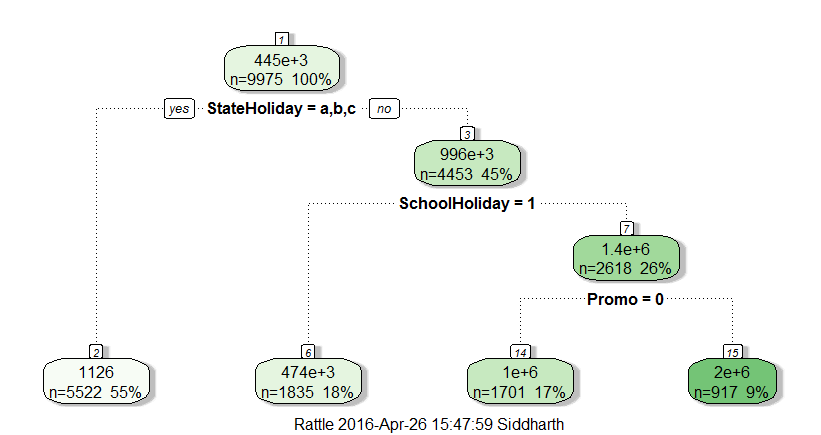 1
445e+3
n=9975 100%
yes StateHoliday = a,b,c no
3
996e+3
n=4453 45%
SchoolHoliday = 1
7
1.4e+6
n=2618 26%
Promo = 0
2
1126
n=5522 55%
6
474e+3
n=1835 18%
14
1e+6
n=1701 17%
15
2e+6
n=917 9%
Rattle 2016-Apr-26 15:47:59 Siddharth